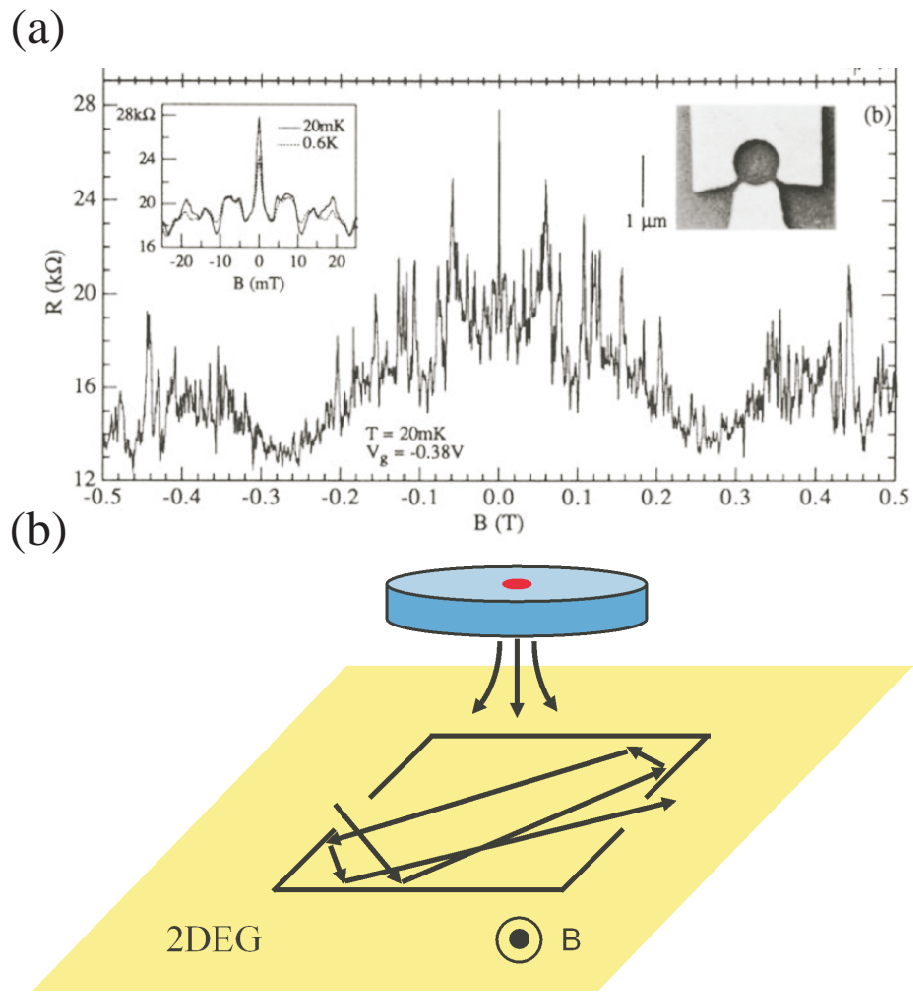 (a)
28kΩ
24
20
16
20mK
0.6K
-20 -10 0 10 20
B (mT)
(b)
1 μm
R (kΩ)
28
24
20
16
12
T = 20mK
V_g = -0.38V
-0.5 -0.4 -0.3 -0.2 -0.1 0.0 0.1 0.2 0.3 0.4 0.5
B (T)
(b)
2DEG
B